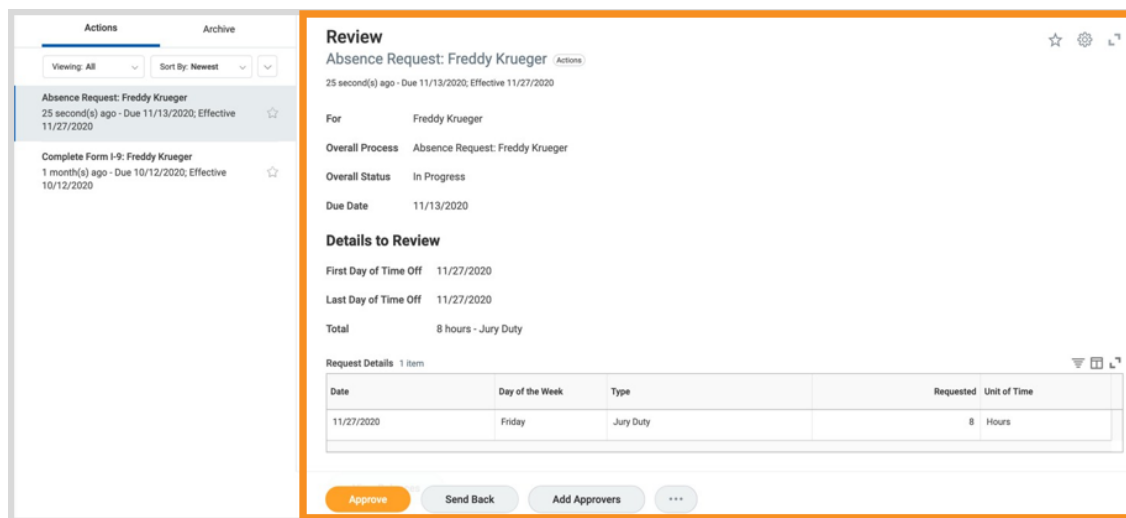 Actions Archive
Viewing: All Sort By: Newest
Absence Request: Freddy Krueger
25 second(s) ago - Due 11/13/2020; Effective
11/27/2020
Complete Form I-9: Freddy Krueger
1 month(s) ago - Due 10/12/2020; Effective
10/12/2020
Review
Absence Request: Freddy Krueger Actions
25 second(s) ago - Due 11/13/2020; Effective 11/27/2020
For Freddy Krueger
Overall Process Absence Request: Freddy Krueger
Overall Status In Progress
Due Date 11/13/2020
Details to Review
First Day of Time Off 11/27/2020
Last Day of Time Off 11/27/2020
Total 8 hours - Jury Duty
Request Details 1 item
Date Day of the Week Type Requested Unit of Time
11/27/2020 Friday Jury Duty 8 Hours
Approve Send Back Add Approvers